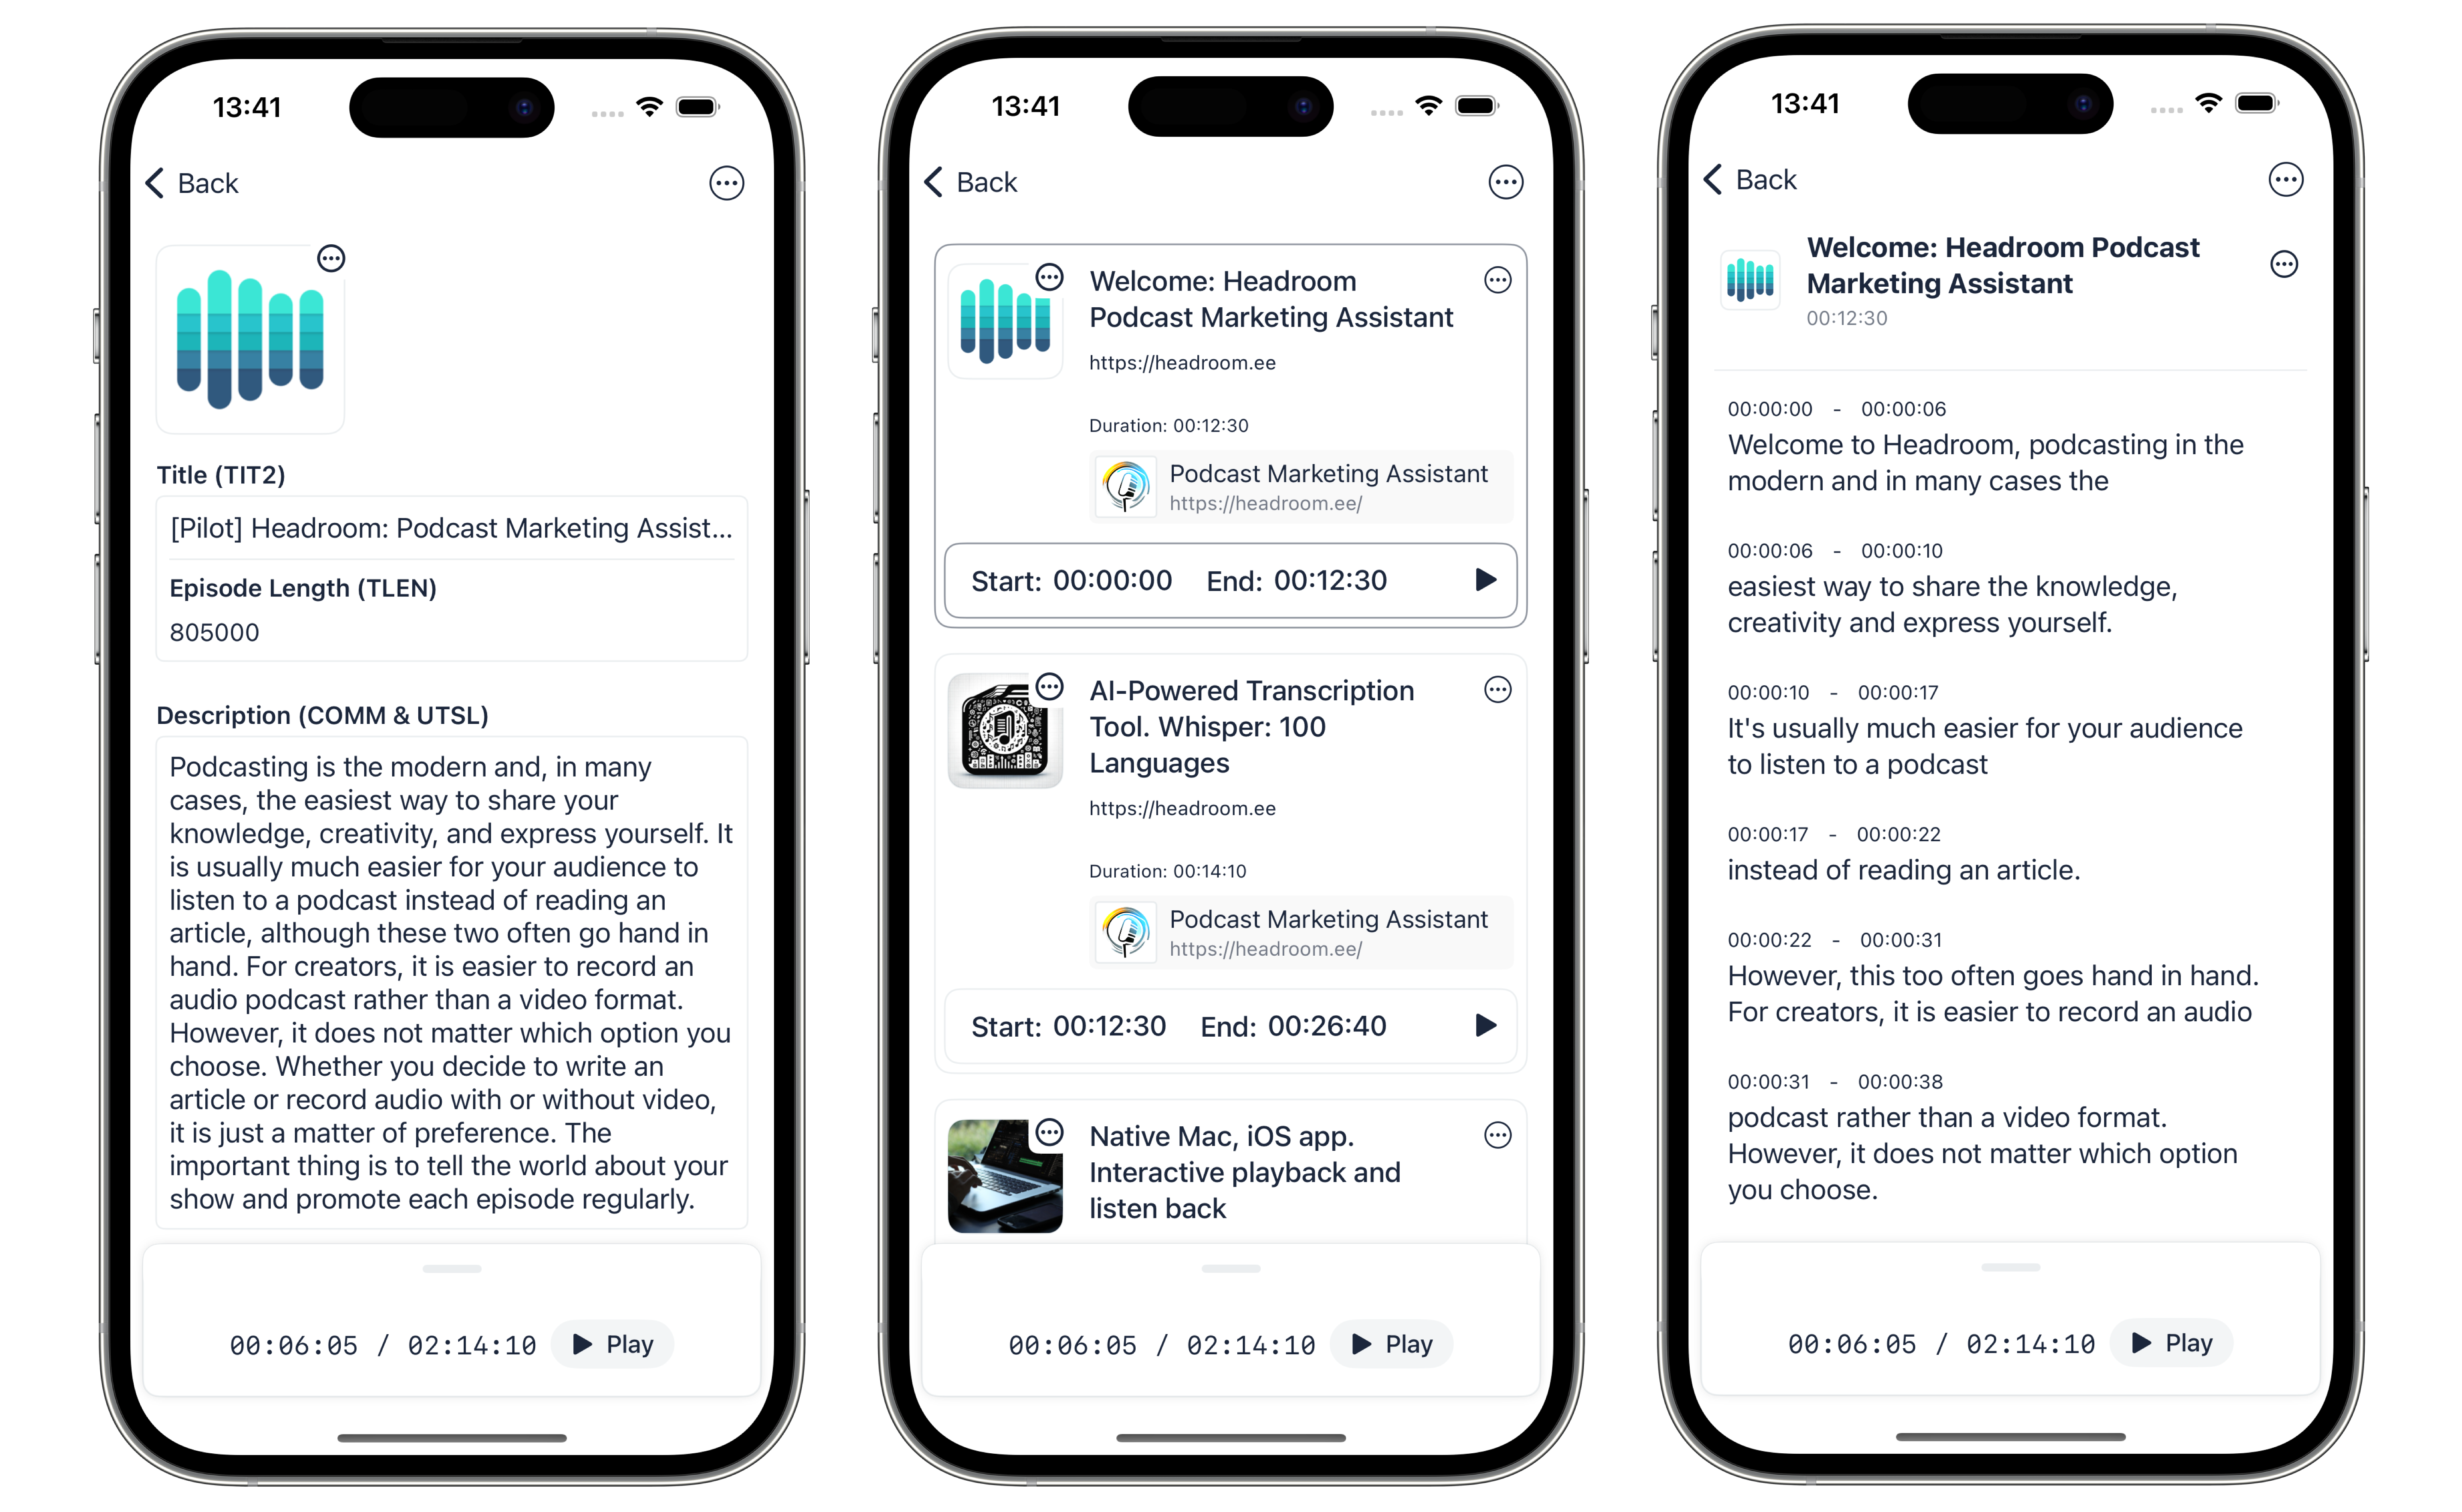 13:41
Back
Title (TIT2)
[Pilot] Headroom: Podcast Marketing Assist...
Episode Length (TLEN)
805000
Description (COMM & UTSL)
Podcasting is the modern and, in many
cases, the easiest way to share your
knowledge, creativity, and express yourself. It
is usually much easier for your audience to
listen to a podcast instead of reading an
article, although these two often go hand in
hand. For creators, it is easier to record an
audio podcast rather than a video format.
However, it does not matter which option you
choose. Whether you decide to write an
article or record audio with or without video,
it is just a matter of preference. The
important thing is to tell the world about your
show and promote each episode regularly.
00:06:05 / 02:14:10 Play
13:41
Back
Welcome: Headroom
Podcast Marketing Assistant
https://headroom.ee
Duration: 00:12:30
Podcast Marketing Assistant
https://headroom.ee/
Start: 00:00:00 End: 00:12:30
AI-Powered Transcription
Tool. Whisper: 100
Languages
https://headroom.ee
Duration: 00:14:10
Podcast Marketing Assistant
https://headroom.ee/
Start: 00:12:30 End: 00:26:40
Native Mac, iOS app.
Interactive playback and
listen back
00:06:05 / 02:14:10 Play
13:41
Back
Welcome: Headroom Podcast
Marketing Assistant
00:12:30
00:00:00 - 00:00:06
Welcome to Headroom, podcasting in the
modern and in many cases the
00:00:06 - 00:00:10
easiest way to share the knowledge,
creativity and express yourself.
00:00:10 - 00:00:17
It's usually much easier for your audience
to listen to a podcast
00:00:17 - 00:00:22
instead of reading an article.
00:00:22 - 00:00:31
However, this too often goes hand in hand.
For creators, it is easier to record an audio
00:00:31 - 00:00:38
podcast rather than a video format.
However, it does not matter which option
you choose.
00:06:05 / 02:14:10 Play